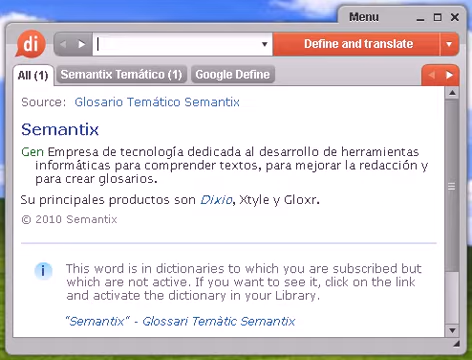 Menu
di
Define and translate
All (1)
Semantix Temático (1)
Google Define
Source: Glosario Temático Semantix
Semantix
Gen Empresa de tecnología dedicada al desarrollo de herramientas
informáticas para comprender textos, para mejorar la redacción y
para crear glosarios.
Su principales productos son Dixio, Xtyle y Gloxr.
© 2010 Semantix
i
This word is in dictionaries to which you are subscribed but
which are not active. If you want to see it, click on the link
and activate the dictionary in your Library.
"Semantix" - Glossari Temàtic Semantix